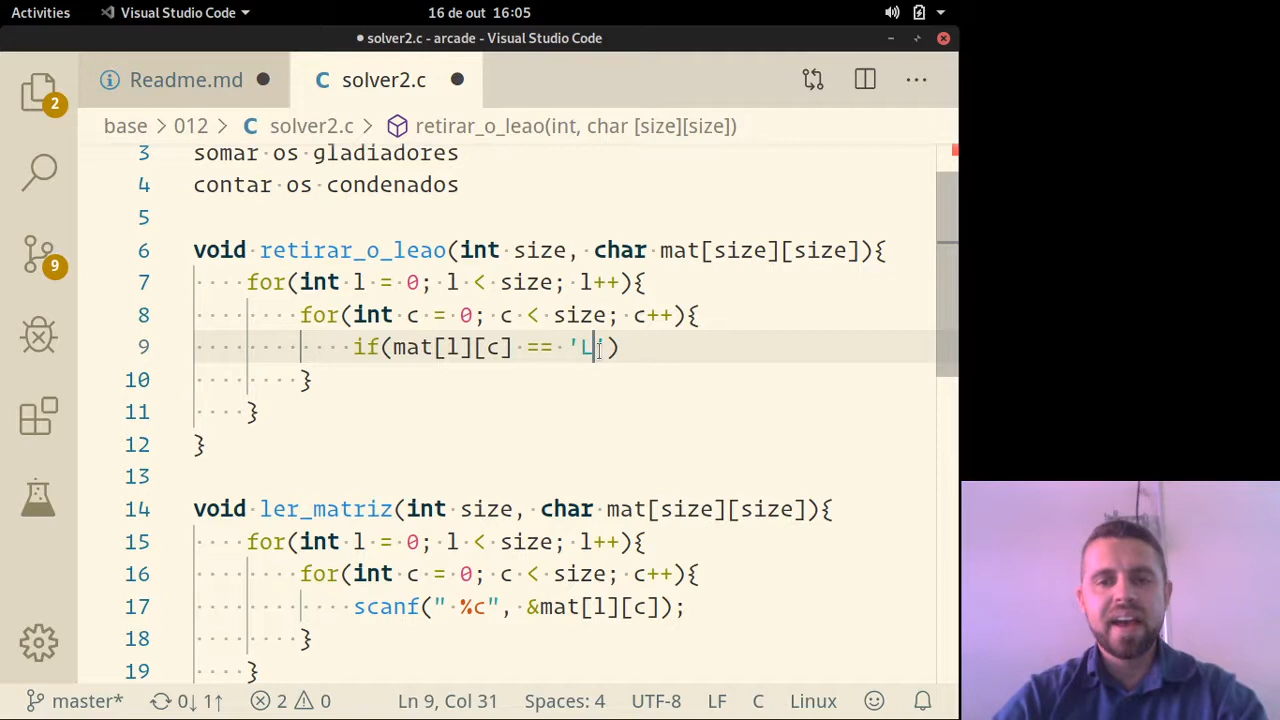 Activities Visual Studio Code 16 de out 16:05
● solver2.c - arcade - Visual Studio Code
Readme.md ● C solver2.c ●
base > 012 > C solver2.c > retirar_o_leao(int, char [size][size])
3 somar os gladiadores
4 contar os condenados
5
6 void retirar_o_leao(int size, char mat[size][size]){
7 for(int l = 0; l < size; l++){
8 for(int c = 0; c < size; c++){
9 if(mat[l][c] == 'L')
10 }
11 }
12 }
13
14 void ler_matriz(int size, char mat[size][size]){
15 for(int l = 0; l < size; l++){
16 for(int c = 0; c < size; c++){
17 scanf(" %c", &mat[l][c]);
18 }
19 }
2
9
master* 0↓ 1↑ 2 0 Ln 9, Col 31 Spaces: 4 UTF-8 LF C Linux